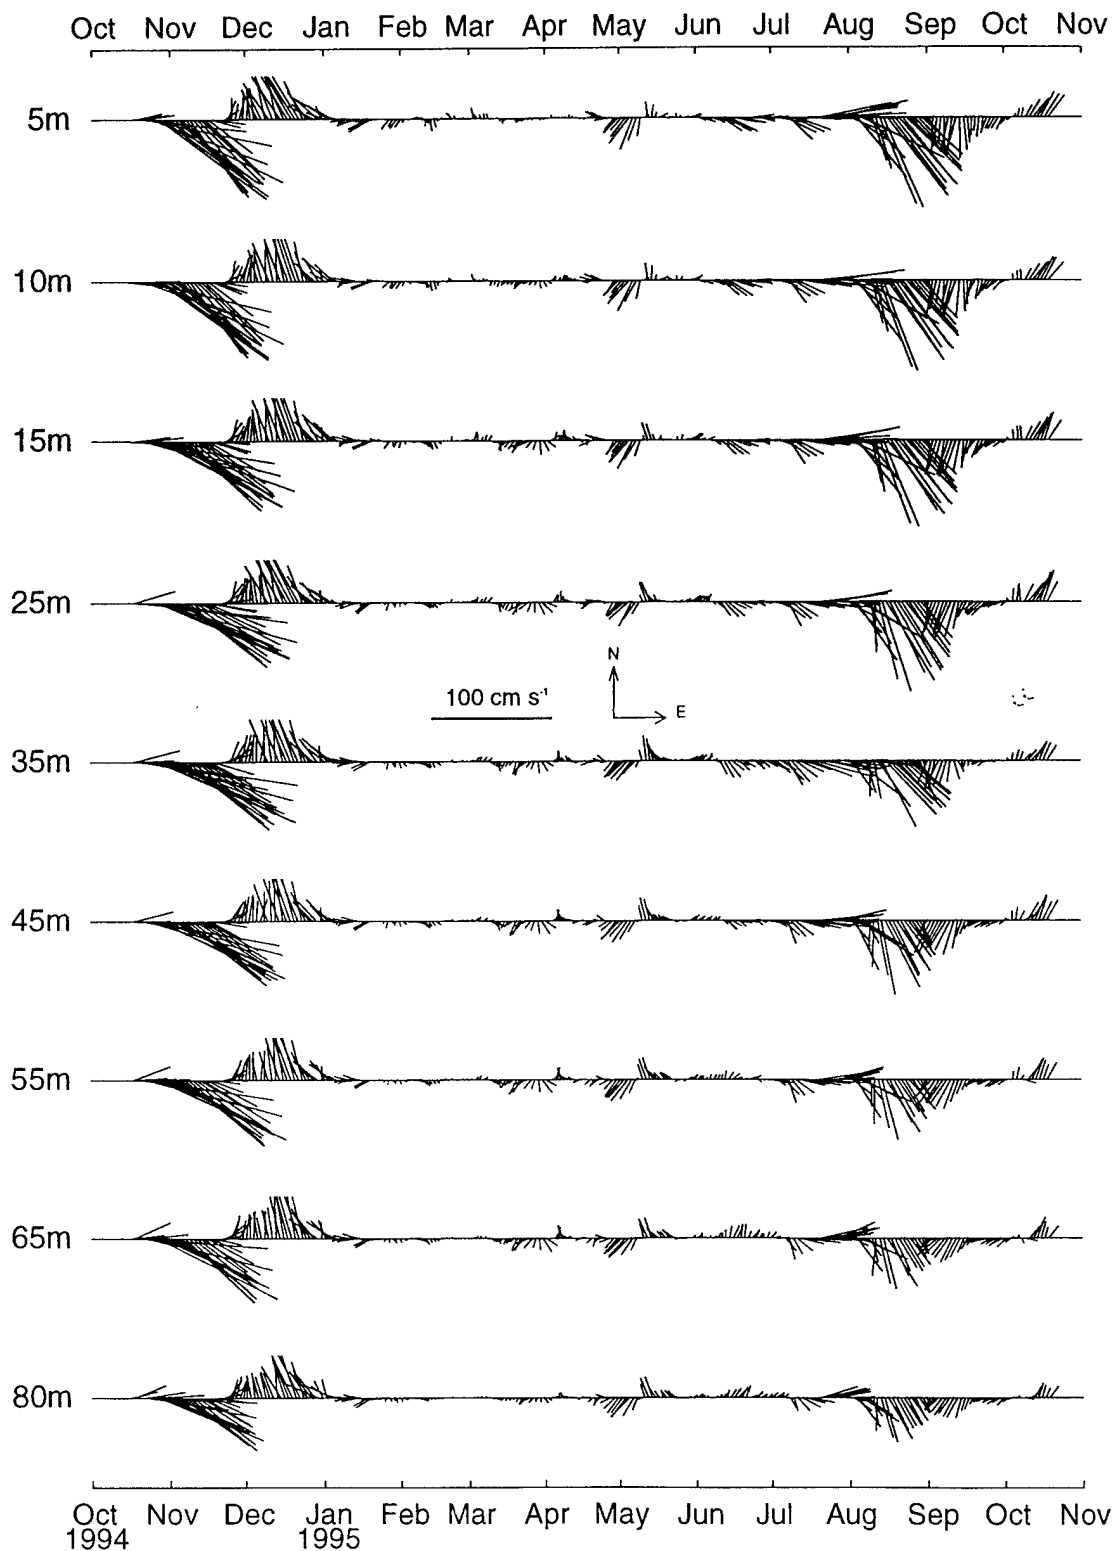 Oct Nov Dec Jan Feb Mar Apr May Jun Jul Aug Sep Oct Nov
5m
10m
15m
25m
N
100 cm s⁻¹
E
35m
45m
55m
65m
80m
Oct Nov Dec Jan Feb Mar Apr May Jun Jul Aug Sep Oct Nov
1994 1995